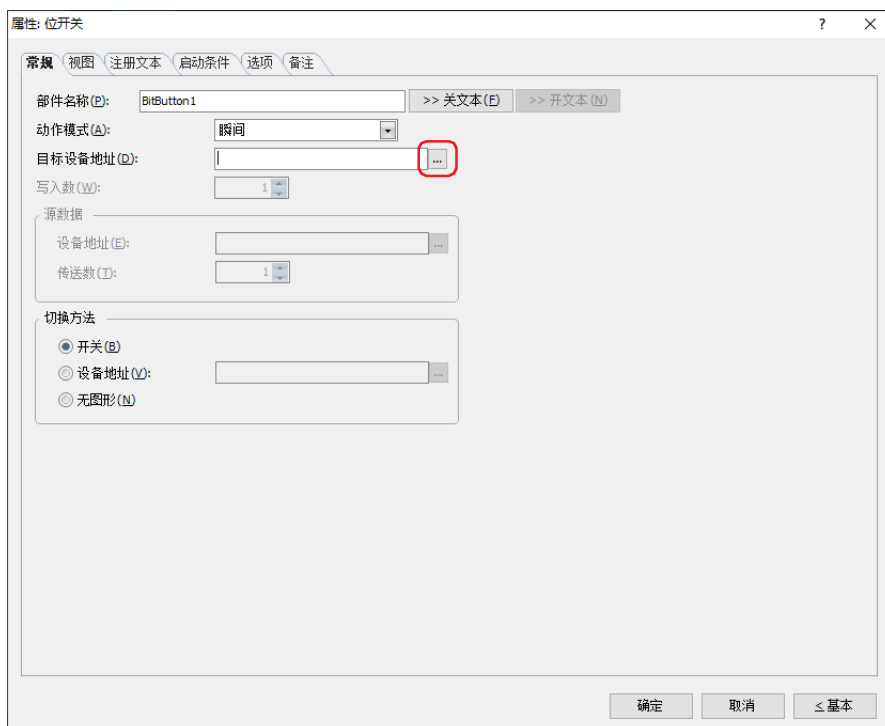 属性: 位开关 ?
常规 视图 注册文本 启动条件 选项 备注
部件名称(P): BitButton1 >> 关文本(F) >> 开文本(N)
动作模式(A): 瞬间
目标设备地址(D): ...
写入数(W): 1
源数据
设备地址(E): ...
传送数(T): 1
切换方法
开关(B)
设备地址(V): ...
无图形(N)
确定 取消 ≤基本